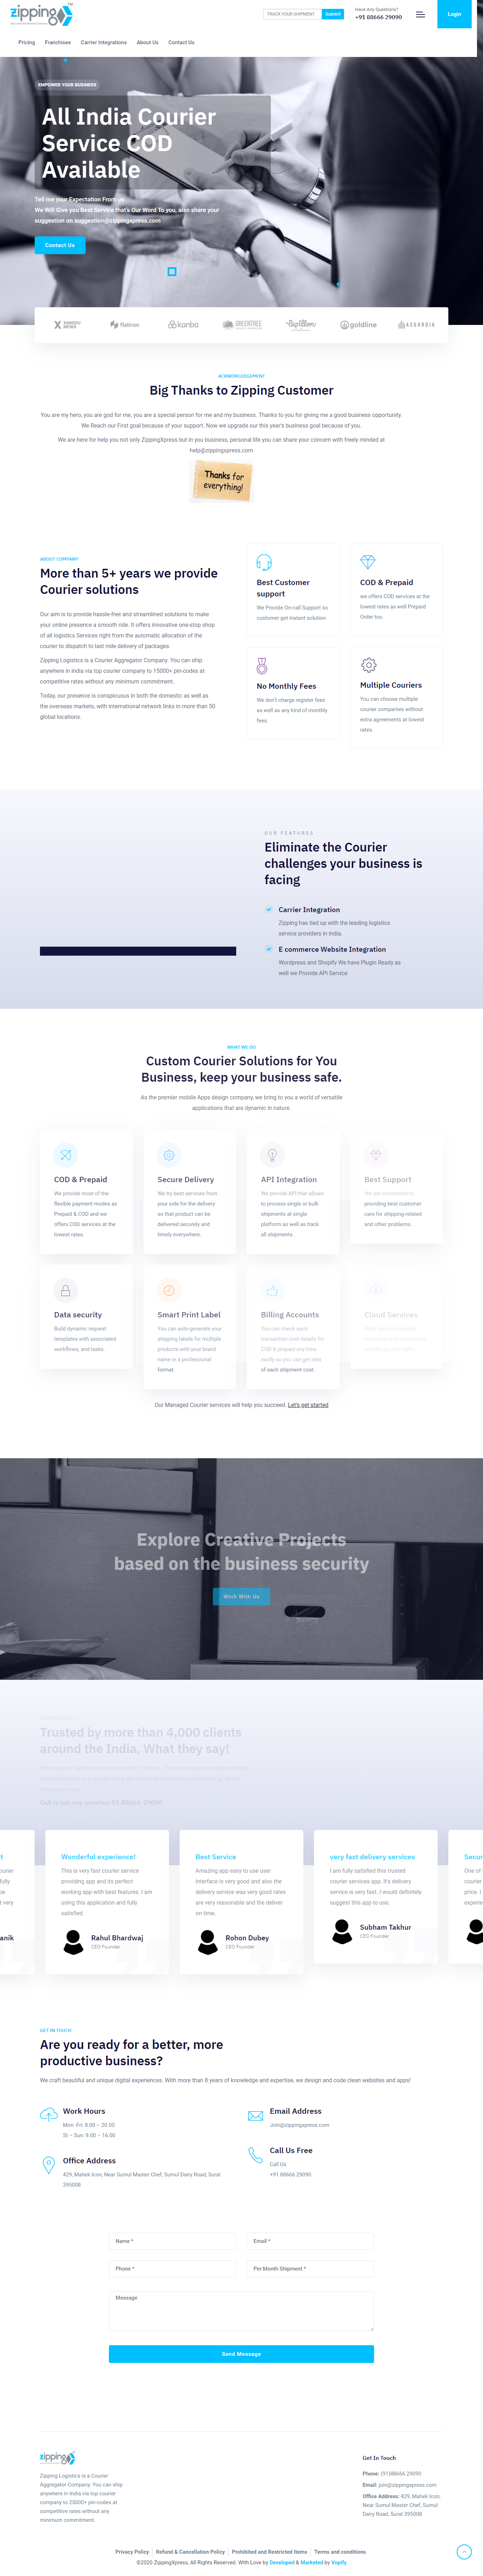 zipping
TM
TRACK YOUR SHIPMENT
Submit
Have Any Questions?
+91 88666 29090
Login
Pricing
Franchisee
Carrier Integrations
About Us
Contact Us
EMPOWER YOUR BUSINESS
All India Courier
Service COD
Available
Tell me your Expectation From us
We Will Give you Best Service that's Our Word To you, also share your
suggestion on suggestion@zippingxpress.com
Contact Us
flatiron
kanba
GREENTREE
Papillon
goldline
ASGARDIA
ACKNOWLEDGEMENT
Big Thanks to Zipping Customer
You are my hero, you are god for me, you are a special person for me and my business. Thanks to you for giving me a good business opportunity.
We Reach our First goal because of your support. Now we upgrade our this year's business goal because of you.
We are here for help you not only ZippingXpress but in you business, personal life you can share your concern with freely minded at
help@zippingxpress.com
Thanks for
everything!
ABOUT COMPANY
More than 5+ years we provide
Courier solutions
Our aim is to provide hassle-free and streamlined solutions to make
your online presence a smooth ride. It offers innovative one-stop shop
of all logistics Services right from the automatic allocation of the
courier to dispatch to last mile delivery of packages.
Zipping Logistics is a Courier Aggregator Company. You can ship
anywhere in India via top courier company to 15000+ pin-codes at
competitive rates without any minimum commitment.
Today, our presence is conspicuous in both the domestic as well as
the overseas markets, with international network links in more than 50
global locations.
Best Customer
support
We Provide On-call Support so
customer get instant solution
COD & Prepaid
we offers COD services at the
lowest rates as well Prepaid
Order too.
No Monthly Fees
We don't charge register fees
as well as any kind of monthly
fees.
Multiple Couriers
You can choose multiple
courier companies without
extra agreements at lowest
rates.
OUR FEATURES
Eliminate the Courier
challenges your business is
facing
Carrier Integration
Zipping has tied up with the leading logistics
service providers in India.
E commerce Website Integration
Wordpress and Shopify We have Plugin Ready as
well we Provide API Service
WHAT WE DO
Custom Courier Solutions for You
Business, keep your business safe.
As the premier mobile Apps design company, we bring to you a world of versatile
applications that are dynamic in nature.
COD & Prepaid
We provide most of the
flexible payment modes as
Prepaid & COD and we
offers COD services at the
lowest rates.
Secure Delivery
We try best services from
your side for the delivery
so that product can be
delivered securely and
timely everywhere.
API Integration
We provide API that allows
to process single or bulk
shipments at single
platform as well as track
all shipments.
Best Support
We are committed to
providing best customer
care for shipping-related
and other problems.
Data security
Build dynamic request
templates with associated
workflows, and tasks.
Smart Print Label
You can auto-generate your
shipping labels for multiple
products with your brand
name in a professional
format.
Billing Accounts
You can check each
transaction cost details for
COD & prepaid any time
easily so you can get idea
of each shipment cost.
Cloud Services
Our Managed Courier services will help you succeed. Let's get started
Explore Creative Projects
based on the business security
Work With Us
Trusted by more than 4,000 clients
around the India, What they say!
Call to ask any question 91-88666-29090
Wonderful experience!
This is very fast courier service
providing app and its perfect
working app with best features. I am
using this application and fully
satisfied.
Rahul Bhardwaj
CEO Founder
Best Service
Amazing app easy to use user
interface is very good and also the
delivery service was very good rates
are very reasonable and the deliver
on time.
Rohon Dubey
CEO Founder
very fast delivery services
I am fully satisfied this trusted
courier services app. It's delivery
service is very fast. I would definitely
suggest this app to use.
Subham Takhur
CEO Founder
GET IN TOUCH
Are you ready for a better, more
productive business?
We craft beautiful and unique digital experiences. With more than 8 years of knowledge and expertise, we design and code clean websites and apps!
Work Hours
Mon -Fri: 8.00 – 20.00
St – Sun: 9.00 – 16.00
Email Address
Join@zippingxpress.com
Office Address
429, Mahek Icon, Near Sumul Master Chef, Sumul Dairy Road, Surat
395008
Call Us Free
Call Us
+91 88666 29090
Name *
Email *
Phone *
Per Month Shipment *
Message
Send Message
zipping
Zipping Logistics is a Courier
Aggregator Company. You can ship
anywhere in India via top courier
company to 25000+ pin-codes at
competitive rates without any
minimum commitment.
Get In Touch
Phone: (91)88666 29090
Email: join@zippingxpress.com
Office Address: 429, Mahek Icon,
Near Sumul Master Chef, Sumul
Dairy Road, Surat 395008
Privacy Policy
Refund & Cancellation Policy
Prohibited and Restricted Items
Terms and conditions
©2020 ZippingXpress, All Rights Reserved. With Love by Developed & Marketed by Vopify